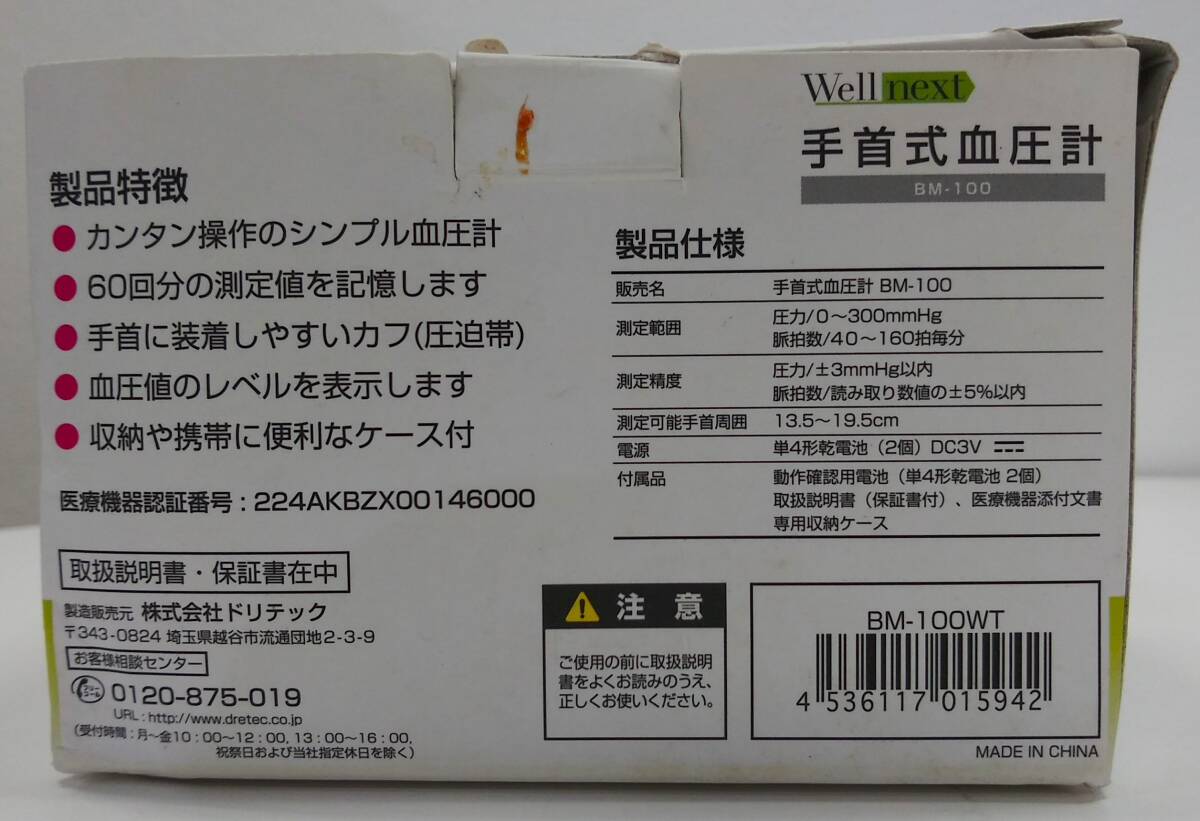 Well next
手首式血圧計
BM-100
製品特徴
● カンタン操作のシンプル血圧計
● 60回分の測定値を記憶します
● 手首に装着しやすいカフ(圧迫帯)
● 血圧値のレベルを表示します
● 収納や携帯に便利なケース付
医療機器認証番号：224AKBZX00146000
取扱説明書・保証書在中
製造販売元 株式会社ドリテック
〒343-0824 埼玉県越谷市流通団地2-3-9
お客様相談センター
0120-875-019
URL：http://www.dretec.co.jp
(受付時間：月～金10：00～12：00, 13：00～16：00,
祝祭日および当社指定休日を除く)
製品仕様
販売名 手首式血圧計 BM-100
測定範囲 圧力/0～300mmHg
脈拍数/40～160拍毎分
測定精度 圧力/±3mmHg以内
脈拍数/読み取り数値の±5%以内
測定可能手首周囲 13.5～19.5cm
電源 単4形乾電池（2個）DC3V
付属品 動作確認用電池（単4形乾電池 2個）
取扱説明書（保証書付）、医療機器添付文書
専用収納ケース
注意
ご使用の前に取扱説明
書をよくお読みのうえ、
正しくお使いください。
BM-100WT
4 536117 015942
MADE IN CHINA